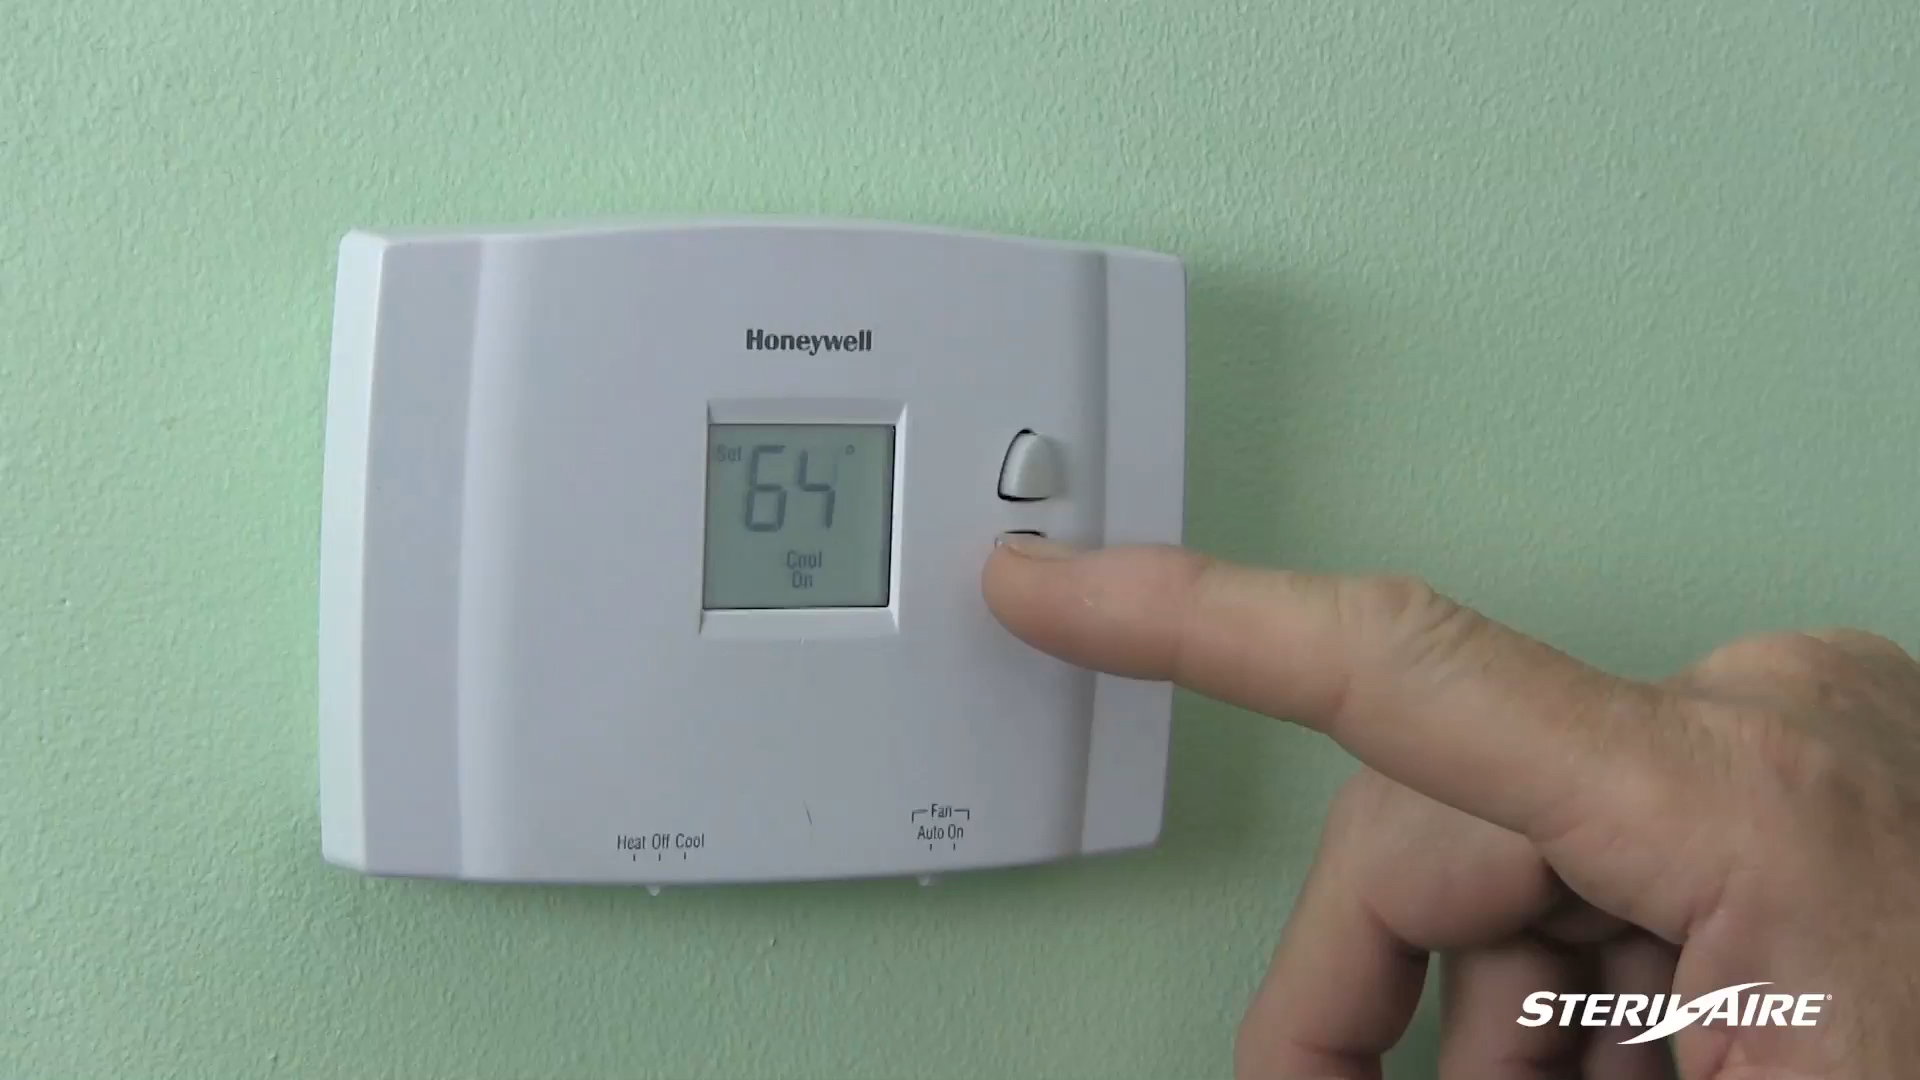 Honeywell
Set 64°
Cool
On
Heat Off Cool
Fan
Auto On
STERIL-AIRE®